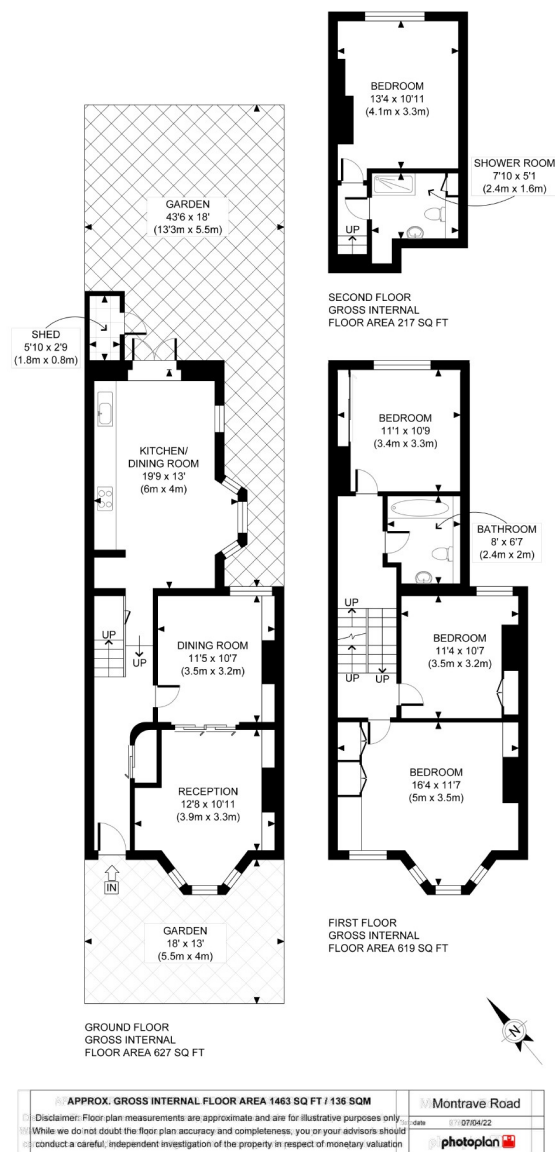 BEDROOM
13'4 x 10'11
(4.1m x 3.3m)
SHOWER ROOM
7'10 x 5'1
(2.4m x 1.6m)
UP
SECOND FLOOR
GROSS INTERNAL
FLOOR AREA 217 SQ FT
GARDEN
43'6 x 18'
(13'3m x 5.5m)
SHED
5'10 x 2'9
(1.8m x 0.8m)
KITCHEN/
DINING ROOM
19'9 x 13'
(6m x 4m)
UP
UP
DINING ROOM
11'5 x 10'7
(3.5m x 3.2m)
RECEPTION
12'8 x 10'11
(3.9m x 3.3m)
IN
GARDEN
18' x 13'
(5.5m x 4m)
GROUND FLOOR
GROSS INTERNAL
FLOOR AREA 627 SQ FT
BEDROOM
11'1 x 10'9
(3.4m x 3.3m)
BATHROOM
8' x 6'7
(2.4m x 2m)
UP
UP
UP
BEDROOM
11'4 x 10'7
(3.5m x 3.2m)
BEDROOM
16'4 x 11'7
(5m x 3.5m)
FIRST FLOOR
GROSS INTERNAL
FLOOR AREA 619 SQ FT
N
APPROX. GROSS INTERNAL FLOOR AREA 1463 SQ FT / 136 SQM
Disclaimer: Floor plan measurements are approximate and are for illustrative purposes only.
While we do not doubt the floor plan accuracy and completeness, you or your advisors should
conduct a careful, independent investigation of the property in respect of monetary valuation
Montrave Road
date 07/04/22
photoplan